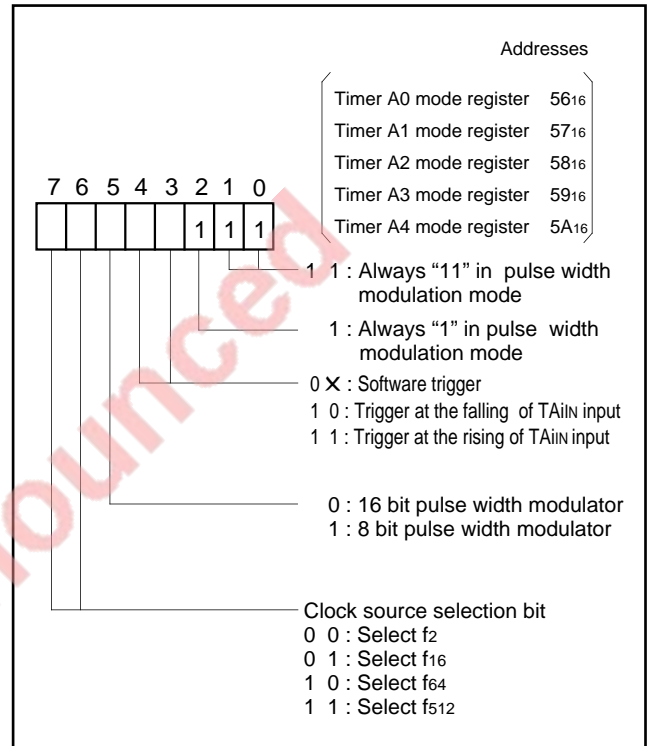 Addresses
Timer A0 mode register 5616
Timer A1 mode register 5716
Timer A2 mode register 5816
Timer A3 mode register 5916
Timer A4 mode register 5A16
7 6 5 4 3 2 1 0
1 1 1
1 1 : Always “11” in pulse width
modulation mode
1 : Always “1” in pulse width
modulation mode
0 × : Software trigger
1 0 : Trigger at the falling of TAiIN input
1 1 : Trigger at the rising of TAiIN input
0 : 16 bit pulse width modulator
1 : 8 bit pulse width modulator
Clock source selection bit
0 0 : Select f2
0 1 : Select f16
1 0 : Select f64
1 1 : Select f512
ounced